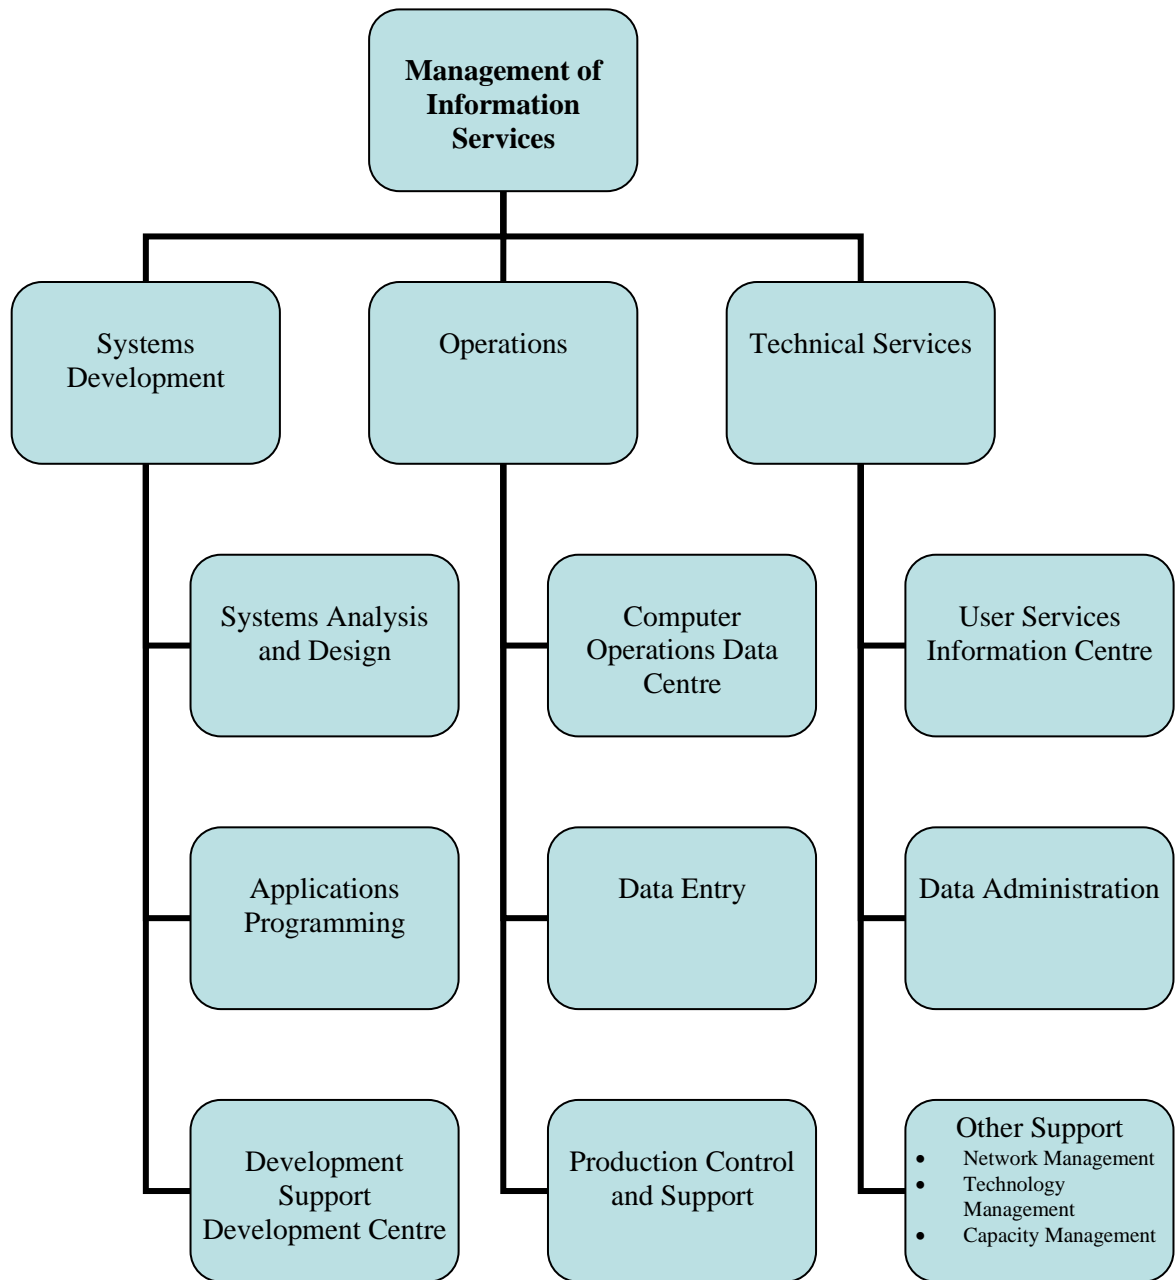 Management of
Information
Services
Systems
Development
Operations
Technical Services
Systems Analysis
and Design
Computer
Operations Data
Centre
User Services
Information Centre
Applications
Programming
Data Entry
Data Administration
Development
Support
Development Centre
Production Control
and Support
Other Support
• Network Management
• Technology
Management
• Capacity Management